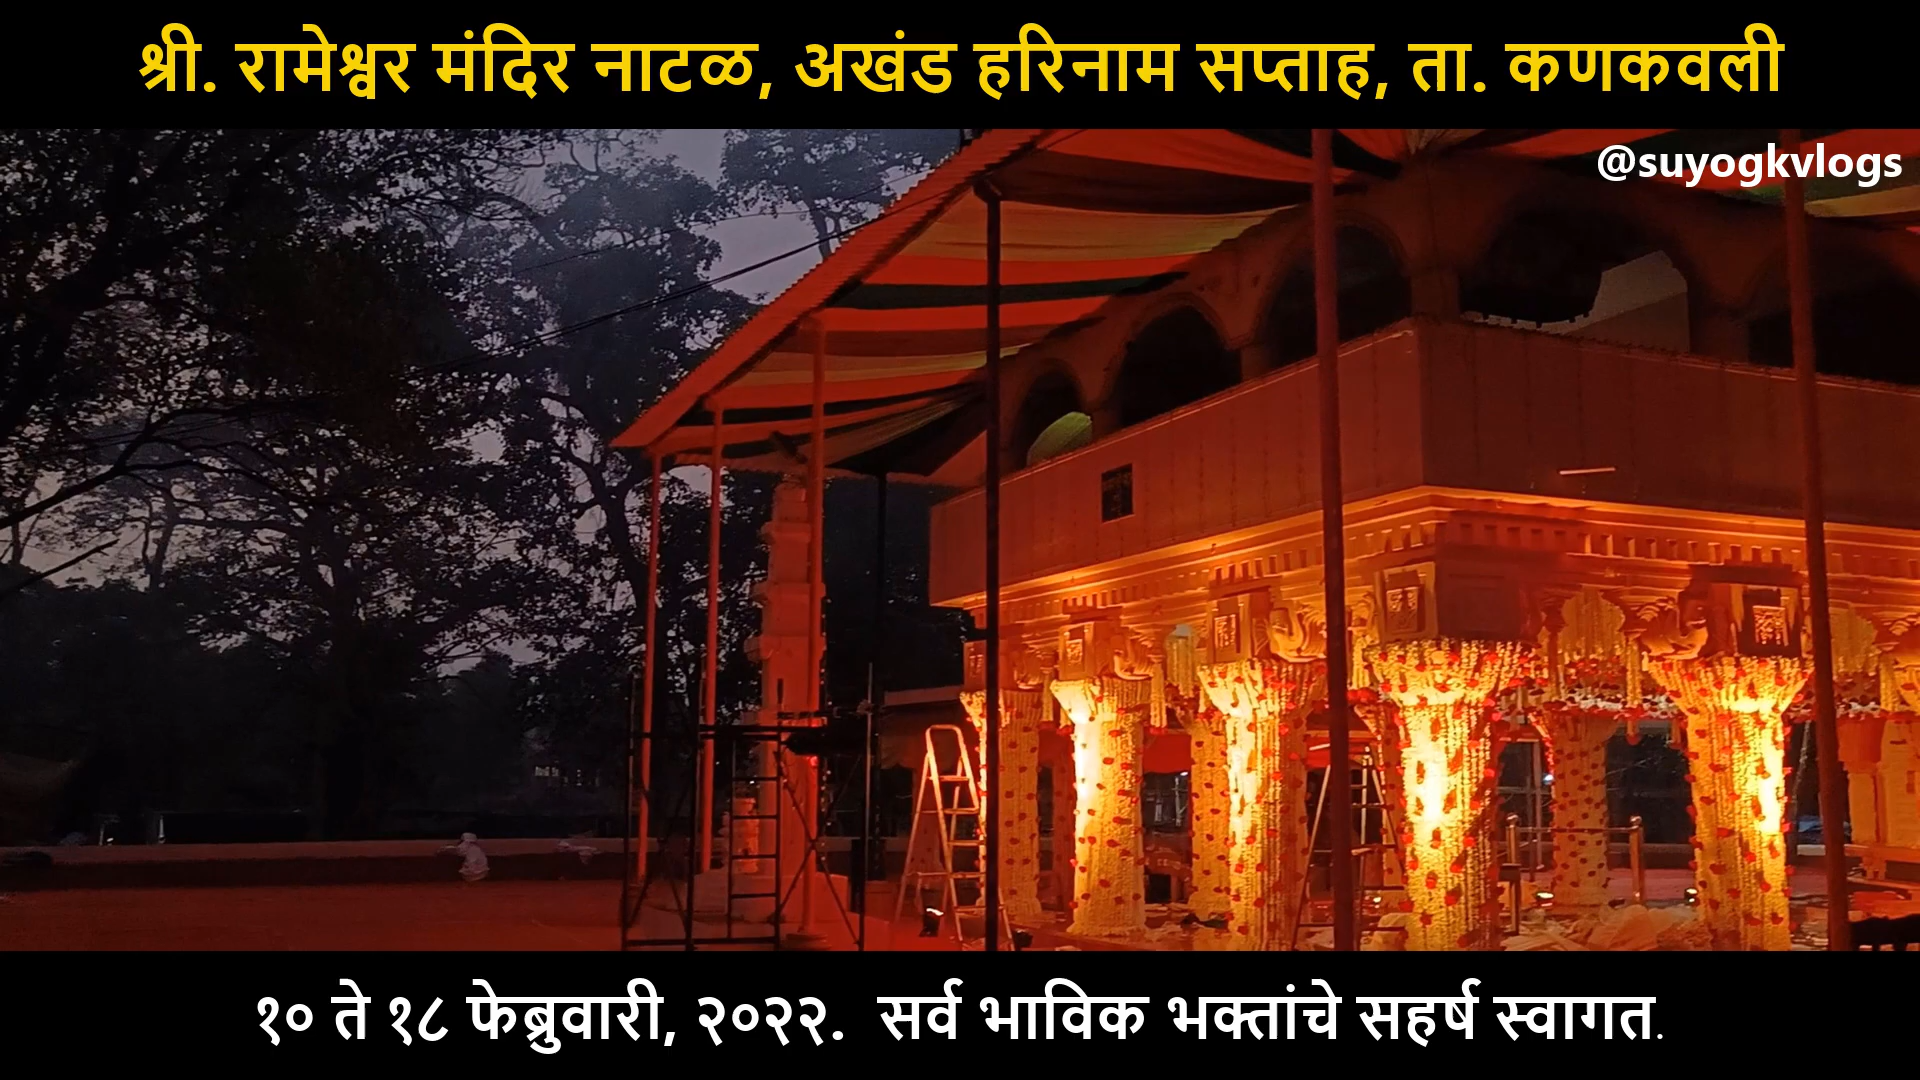 श्री. रामेश्वर मंदिर नाटळ, अखंड हरिनाम सप्ताह, ता. कणकवली
@suyogkvlogs
१० ते १८ फेब्रुवारी, २०२२. सर्व भाविक भक्तांचे सहर्ष स्वागत.